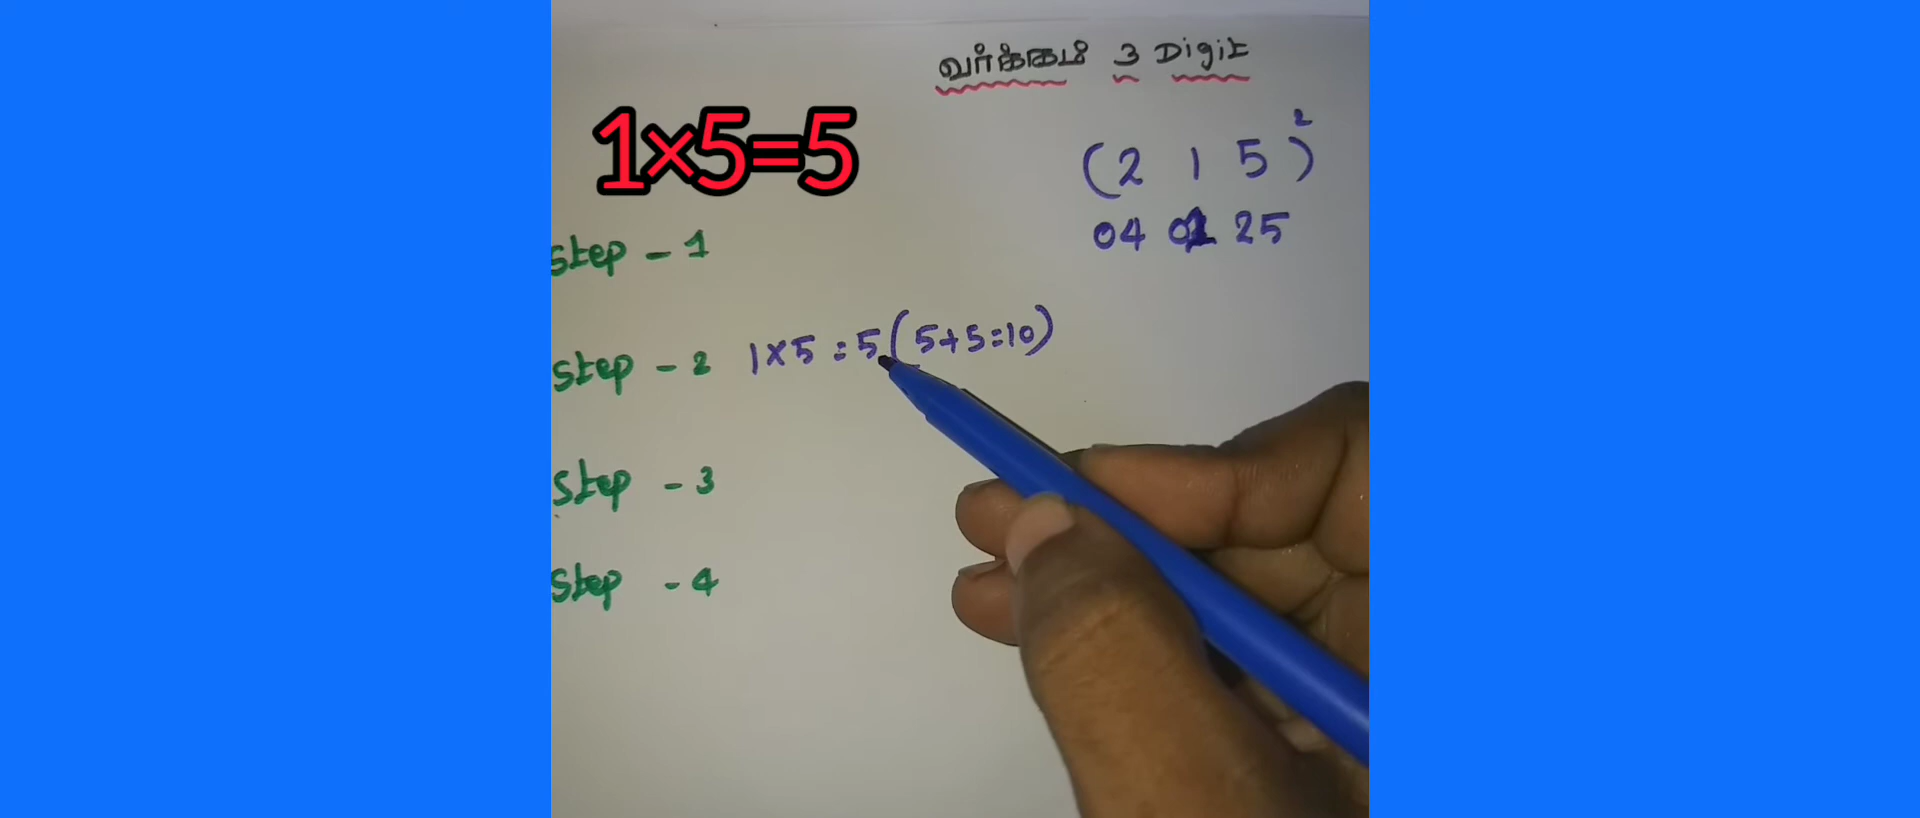 வர்க்கம் 3 Digit
1×5=5
(2 1 5)²
04 01 25
Step - 1
Step - 2 1×5 = 5 (5+5=10)
Step - 3
Step - 4